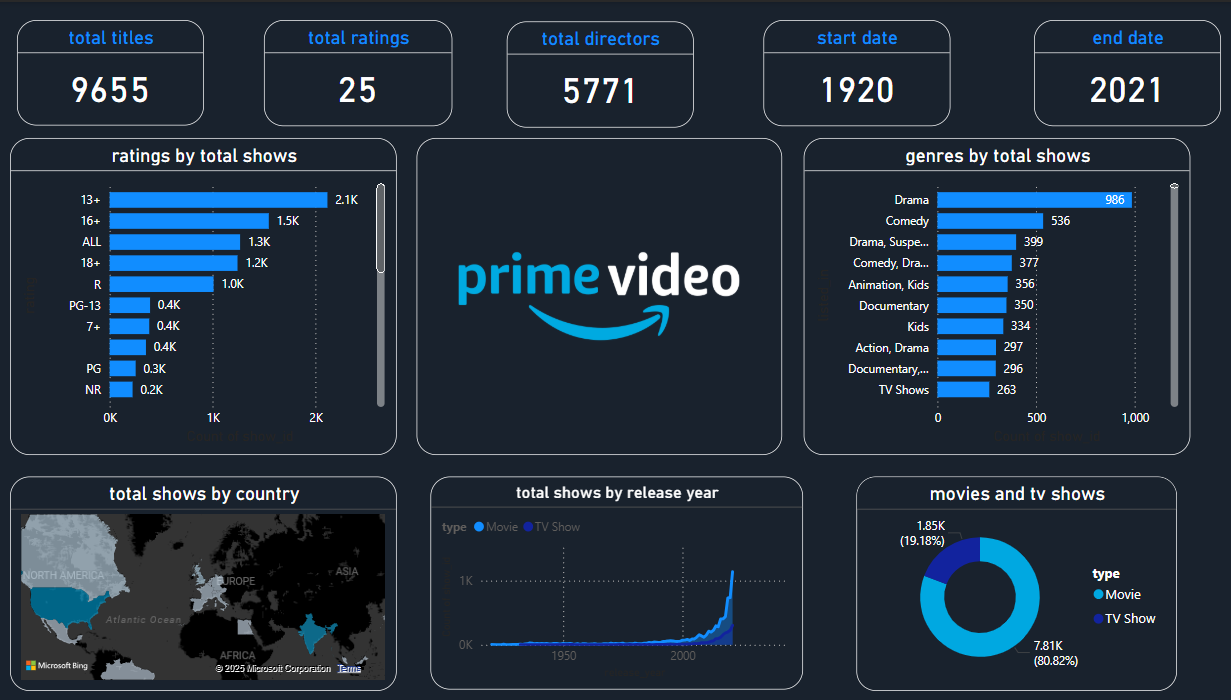 total titles
9655
total ratings
25
total directors
5771
start date
1920
end date
2021
ratings by total shows
13+
2.1K
16+
1.5K
ALL
1.3K
18+
1.2K
R
1.0K
PG-13
0.4K
7+
0.4K
0.4K
PG
0.3K
NR
0.2K
0K
1K
2K
prime video
genres by total shows
Drama
986
Comedy
536
Drama, Suspe...
399
Comedy, Dra...
377
Animation, Kids
356
Documentary
350
Kids
334
Action, Drama
297
Documentary,...
296
TV Shows
263
0
500
1,000
total shows by country
NORTH AMERICA
EUROPE
ASIA
Atlantic Ocean
AFRICA
Microsoft Bing
© 2025 Microsoft Corporation
Terms
total shows by release year
type
Movie
TV Show
1K
0K
1950
2000
movies and tv shows
1.85K
(19.18%)
type
Movie
TV Show
7.81K
(80.82%)